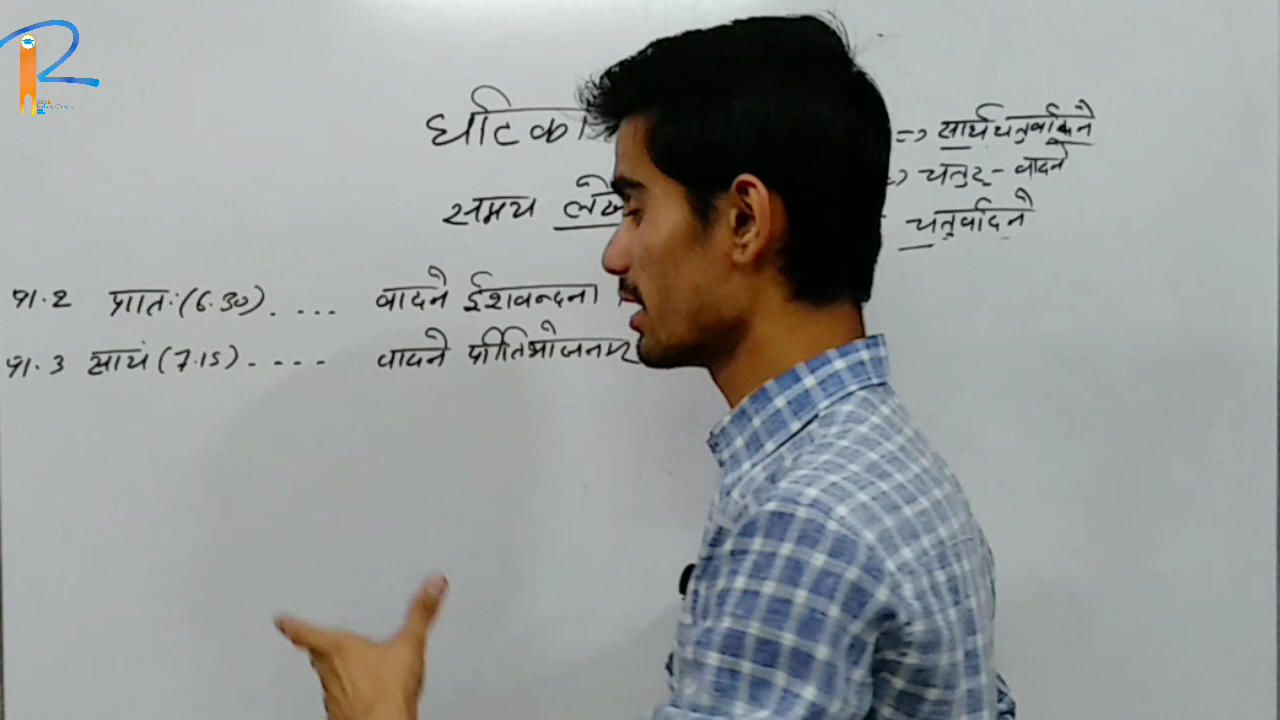 घटिका => सार्धचतुर्वादने
=> चतुर् - वादने
समय चतुर्वादने
प्र.2 प्रातः (6.30) . ... वादने ईशवन्दना
प्र.3 सायं (7.15) - - - - वादने प्रीतिभोजनम्